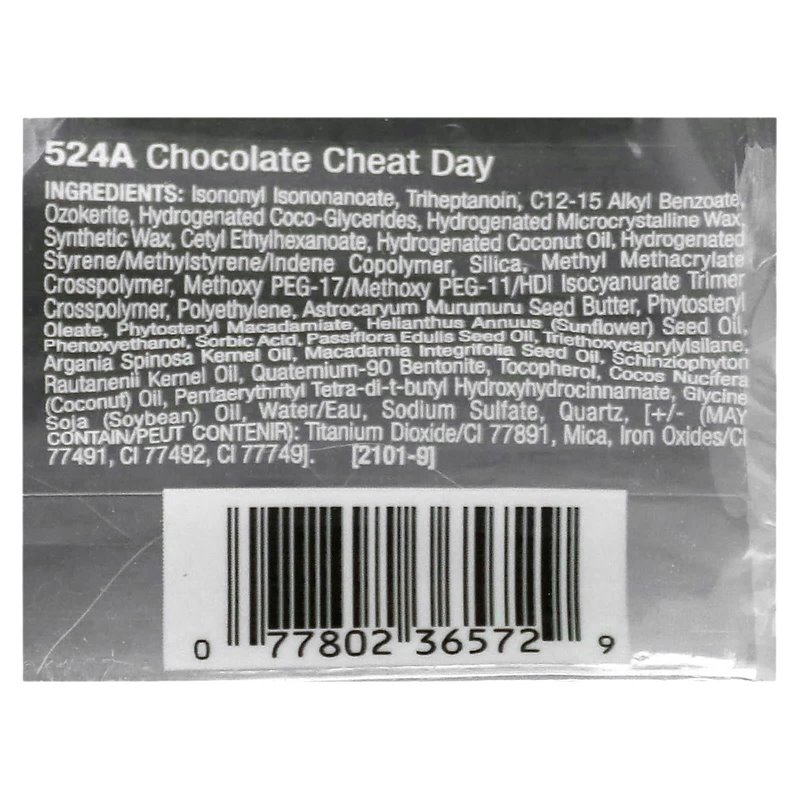 524A Chocolate Cheat Day
INGREDIENTS: Isononyl Isononanoate, Triheptanoin, C12-15 Alkyl Benzoate,
Ozokerite, Hydrogenated Coco-Glycerides, Hydrogenated Microcrystalline Wax,
Synthetic Wax, Cetyl Ethylhexanoate, Hydrogenated Coconut Oil, Hydrogenated
Styrene/Methylstyrene/Indene Copolymer, Silica, Methyl Methacrylate
Crosspolymer, Methoxy PEG-17/Methoxy PEG-11/HDI Isocyanurate Trimer
Crosspolymer, Polyethylene, Astrocaryum Murumuru Seed Butter, Phytosteryl
Oleate, Phytosteryl Macadamiate, Helianthus Annuus (Sunflower) Seed Oil,
Phenoxyethanol, Sorbic Acid, Passiflora Edulis Seed Oil, Triethoxycaprylylsilane,
Argania Spinosa Kernel Oil, Macadamia Integrifolia Seed Oil, Schinziophyton
Rautanenii Kernel Oil, Quaternium-90 Bentonite, Tocopherol, Cocos Nucifera
(Coconut) Oil, Pentaerythrityl Tetra-di-t-butyl Hydroxyhydrocinnamate, Glycine
Soja (Soybean) Oil, Water/Eau, Sodium Sulfate, Quartz, [+/- (MAY
CONTAIN/PEUT CONTENIR): Titanium Dioxide/CI 77891, Mica, Iron Oxides/CI
77491, CI 77492, CI 77749]. [2101-9]
0 77802 36572 9